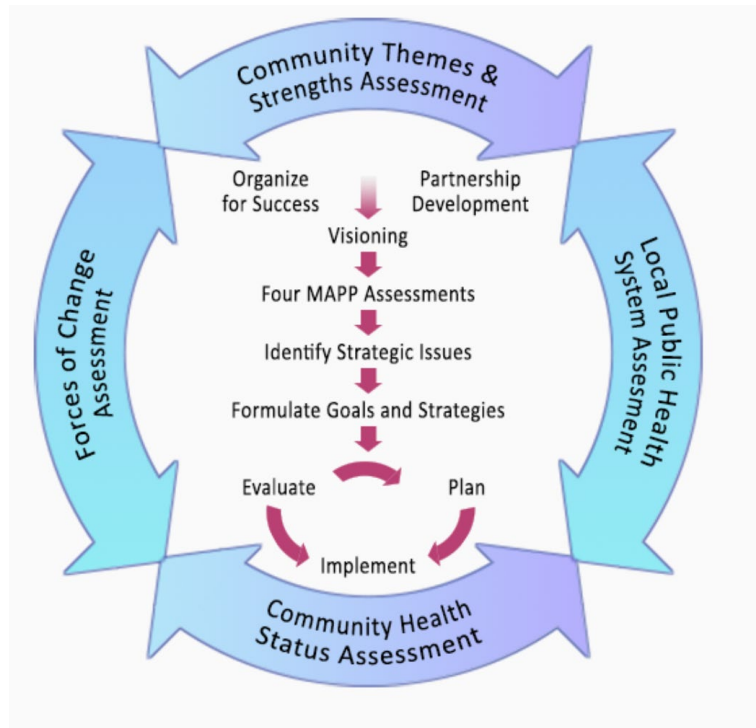 Community Themes &
Strengths Assessment
Organize
for Success
Partnership
Development
Visioning
Four MAPP Assessments
Identify Strategic Issues
Formulate Goals and Strategies
Evaluate
Plan
Implement
Forces of Change
Assessment
Local Public Health
System Assesment
Community Health
Status Assessment